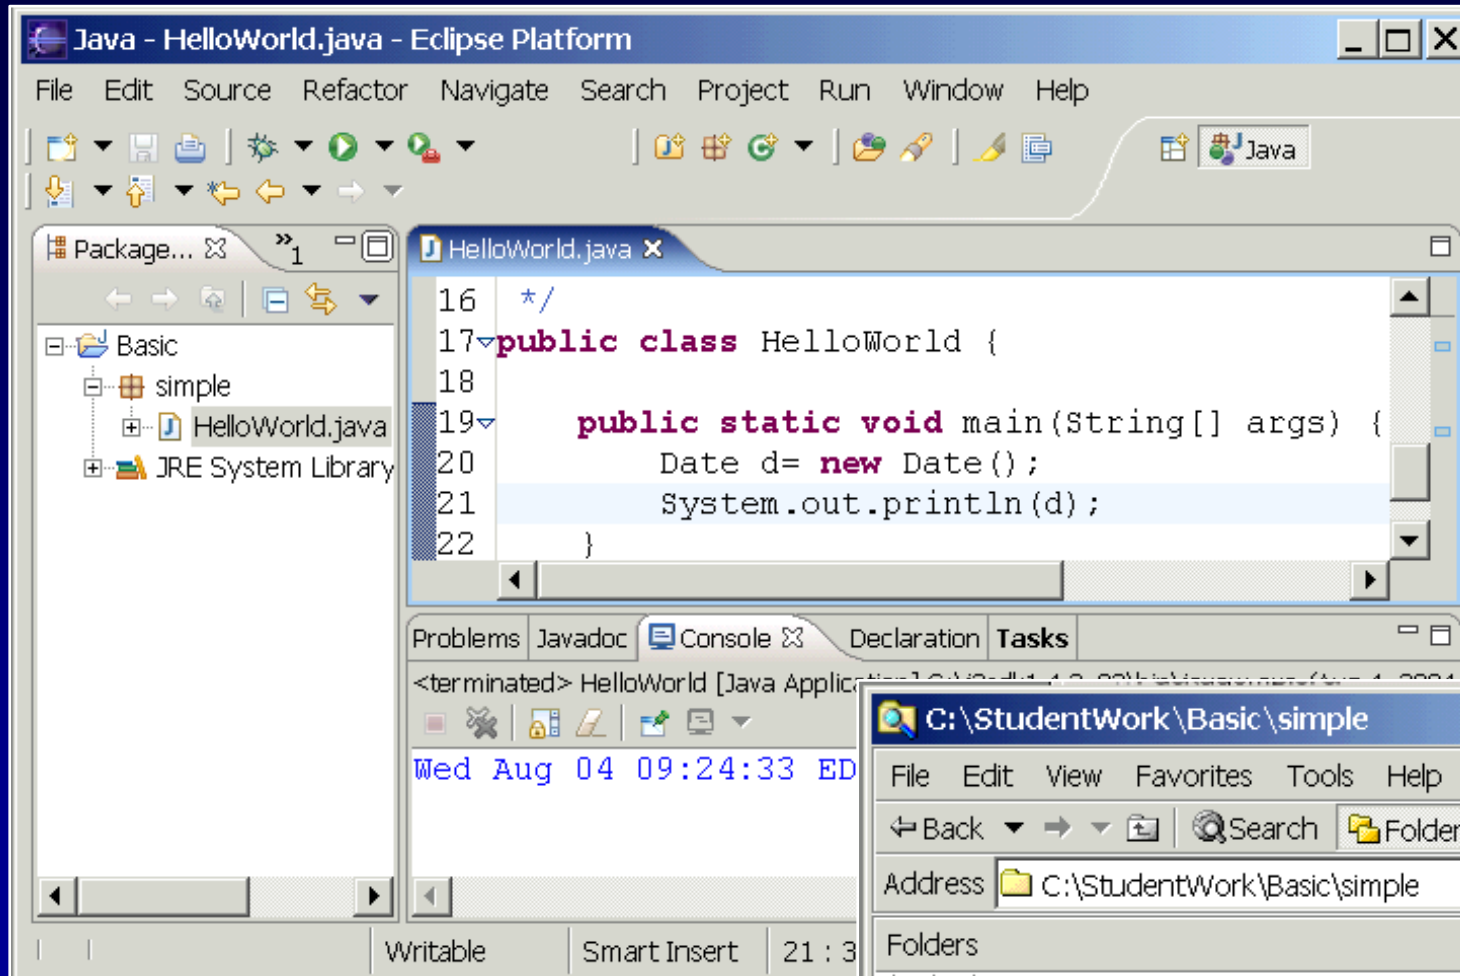 Java - HelloWorld.java - Eclipse Platform
File Edit Source Refactor Navigate Search Project Run Window Help
Java
Package... »1
HelloWorld.java
Basic
simple
HelloWorld.java
JRE System Library
16 */
17 public class HelloWorld {
18
19 public static void main(String[] args) {
20 Date d= new Date();
21 System.out.println(d);
22 }
Problems Javadoc Console Declaration Tasks
<terminated> HelloWorld [Java
Wed Aug 04 09:24:33
Writable Smart Insert 21 : 3
C:\StudentWork\Basic\simple
File Edit View Favorites Tools Help
Back Search Folder
Address C:\StudentWork\Basic\simple
Folders